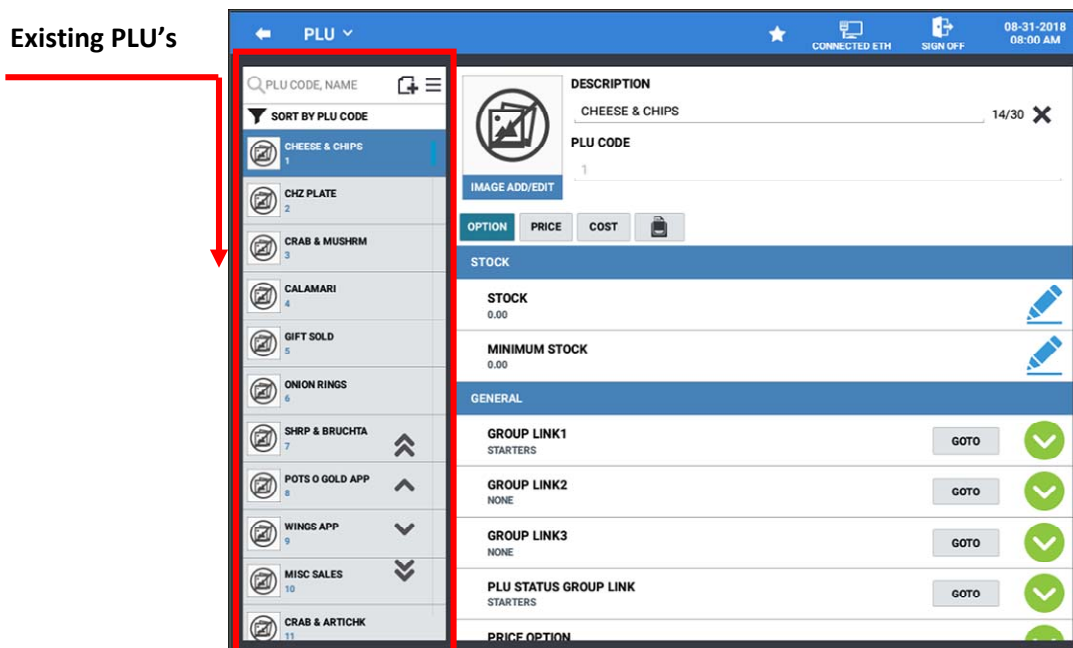 Existing PLU's
PLU
CONNECTED ETH
SIGN OFF
08-31-2018
08:00 AM
PLU CODE, NAME
SORT BY PLU CODE
CHEESE & CHIPS
1
CHZ PLATE
2
CRAB & MUSHRM
3
CALAMARI
4
GIFT SOLD
5
ONION RINGS
6
SHRP & BRUCHTA
7
POTS O GOLD APP
8
WINGS APP
9
MISC SALES
10
CRAB & ARTICHK
11
DESCRIPTION
CHEESE & CHIPS
14/30
PLU CODE
1
IMAGE ADD/EDIT
OPTION PRICE COST
STOCK
STOCK
0.00
MINIMUM STOCK
0.00
GENERAL
GROUP LINK1
STARTERS
GOTO
GROUP LINK2
NONE
GOTO
GROUP LINK3
NONE
GOTO
PLU STATUS GROUP LINK
STARTERS
GOTO
PRICE OPTION